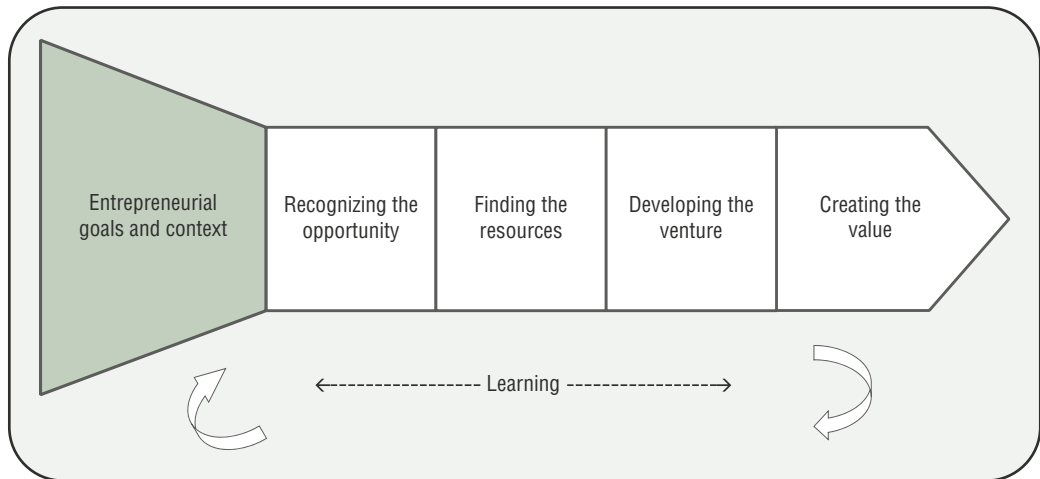 Entrepreneurial
goals and context
Recognizing the
opportunity
Finding the
resources
Developing the
venture
Creating the
value
Learning